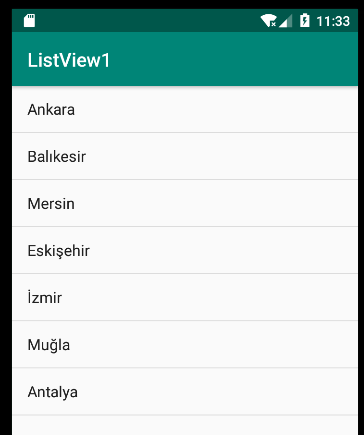 11:33
ListView1
Ankara
Balıkesir
Mersin
Eskişehir
İzmir
Muğla
Antalya